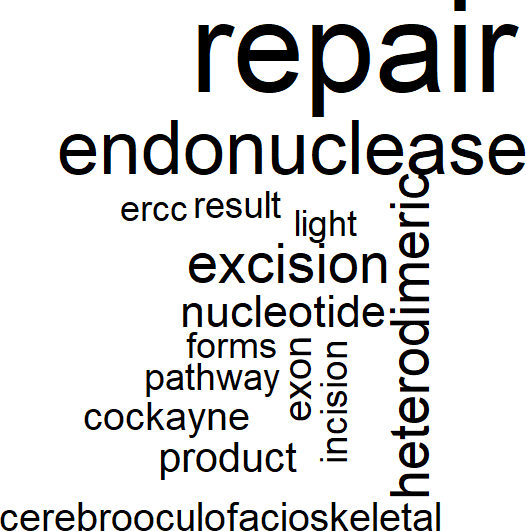 repair
endonuclease
ercc result
light
excision
heterodimeric
nucleotide
forms
exon
incision
pathway
cockayne
product
cerebrooculofacioskeletal